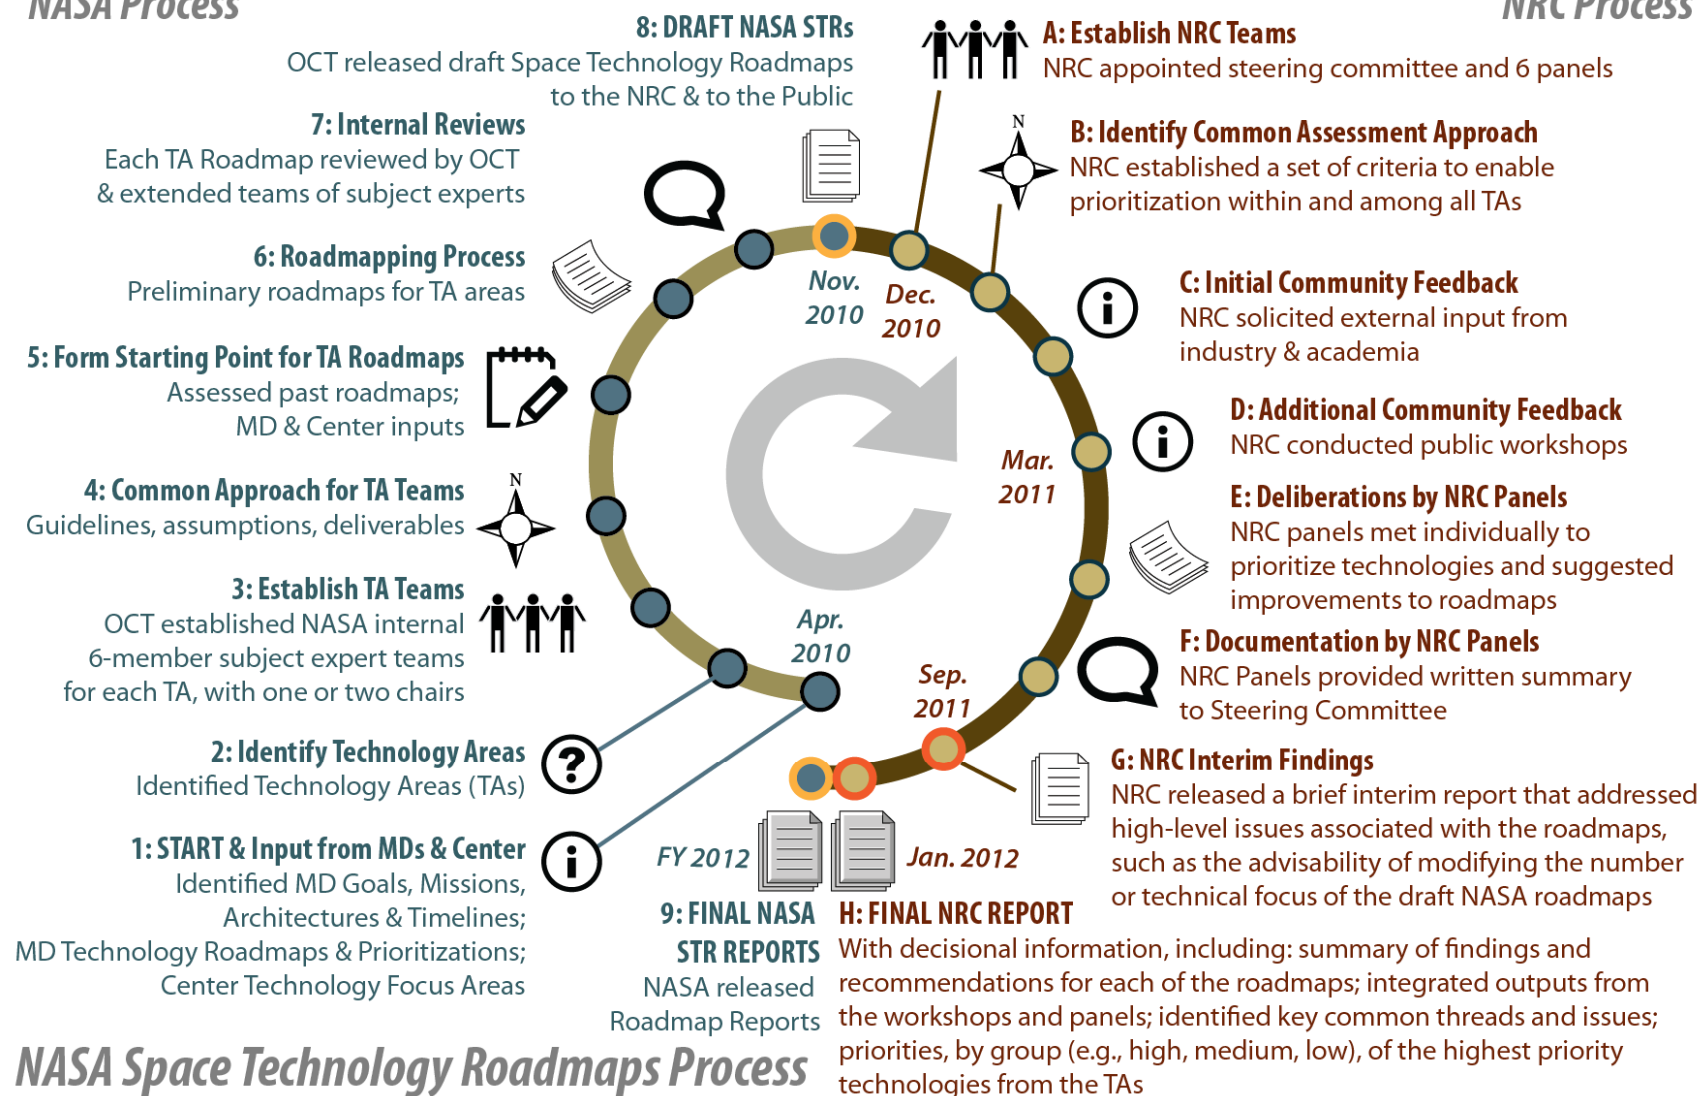 NASA Process
NRC Process
8: DRAFT NASA STRs
OCT released draft Space Technology Roadmaps
to the NRC & to the Public
7: Internal Reviews
Each TA Roadmap reviewed by OCT
& extended teams of subject experts
6: Roadmapping Process
Preliminary roadmaps for TA areas
5: Form Starting Point for TA Roadmaps
Assessed past roadmaps;
MD & Center inputs
4: Common Approach for TA Teams
Guidelines, assumptions, deliverables
N
3: Establish TA Teams
OCT established NASA internal
6-member subject expert teams
for each TA, with one or two chairs
2: Identify Technology Areas
Identified Technology Areas (TAs)
?
1: START & Input from MDs & Center
Identified MD Goals, Missions,
Architectures & Timelines;
MD Technology Roadmaps & Prioritizations;
Center Technology Focus Areas
i
Nov.
2010
Dec.
2010
Mar.
2011
Apr.
2010
Sep.
2011
FY 2012
Jan. 2012
A: Establish NRC Teams
NRC appointed steering committee and 6 panels
N
B: Identify Common Assessment Approach
NRC established a set of criteria to enable
prioritization within and among all TAs
i
C: Initial Community Feedback
NRC solicited external input from
industry & academia
i
D: Additional Community Feedback
NRC conducted public workshops
E: Deliberations by NRC Panels
NRC panels met individually to
prioritize technologies and suggested
improvements to roadmaps
F: Documentation by NRC Panels
NRC Panels provided written summary
to Steering Committee
G: NRC Interim Findings
NRC released a brief interim report that addressed
high-level issues associated with the roadmaps,
such as the advisability of modifying the number
or technical focus of the draft NASA roadmaps
9: FINAL NASA
STR REPORTS
NASA released
Roadmap Reports
H: FINAL NRC REPORT
With decisional information, including: summary of findings and
recommendations for each of the roadmaps; integrated outputs from
the workshops and panels; identified key common threads and issues;
priorities, by group (e.g., high, medium, low), of the highest priority
technologies from the TAs
NASA Space Technology Roadmaps Process